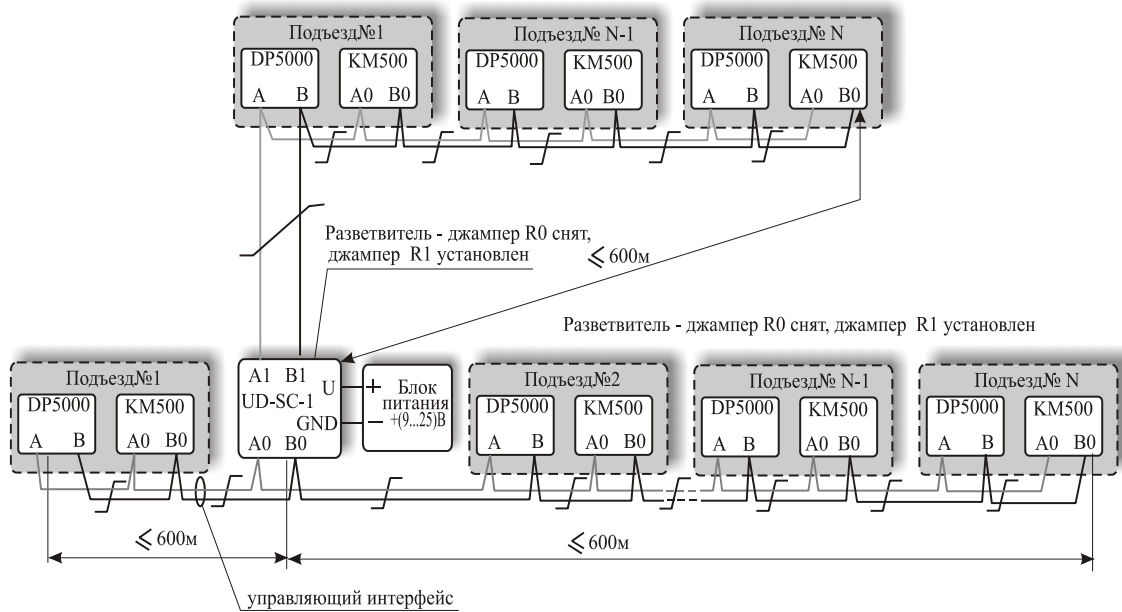 Подъезд№1
DP5000 KM500
A B A0 B0
Подъезд№ N-1
DP5000 KM500
A B A0 B0
Подъезд№ N
DP5000 KM500
A B A0 B0
Разветвитель - джампер R0 снят,
джампер R1 установлен
≤ 600м
Разветвитель - джампер R0 снят, джампер R1 установлен
Подъезд№1
DP5000 KM500
A B A0 B0
A1 B1
U
UD-SC-1
GND
A0 B0
+ Блок
питания
− +(9...25)В
Подъезд№2
DP5000 KM500
A B A0 B0
Подъезд№ N-1
DP5000 KM500
A B A0 B0
Подъезд№ N
DP5000 KM500
A B A0 B0
≤ 600м
≤ 600м
управляющий интерфейс